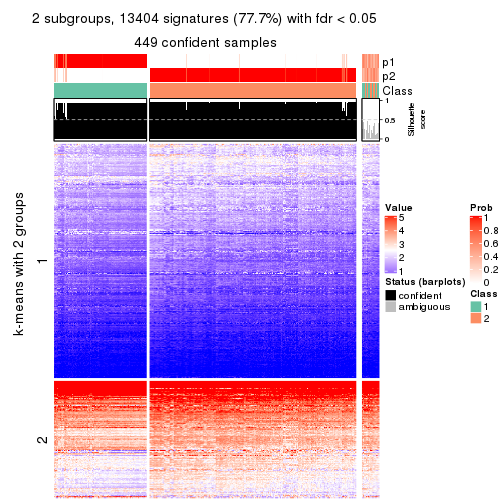 2 subgroups, 13404 signatures (77.7%) with fdr < 0.05
449 confident samples
p1
p2
Class
1
0.5
0
Silhouette
score
k-means with 2 groups
1
2
Value
5
4
3
2
1
Status (barplots)
confident
ambiguous
Prob
1
0.8
0.6
0.4
0.2
0
Class
1
2